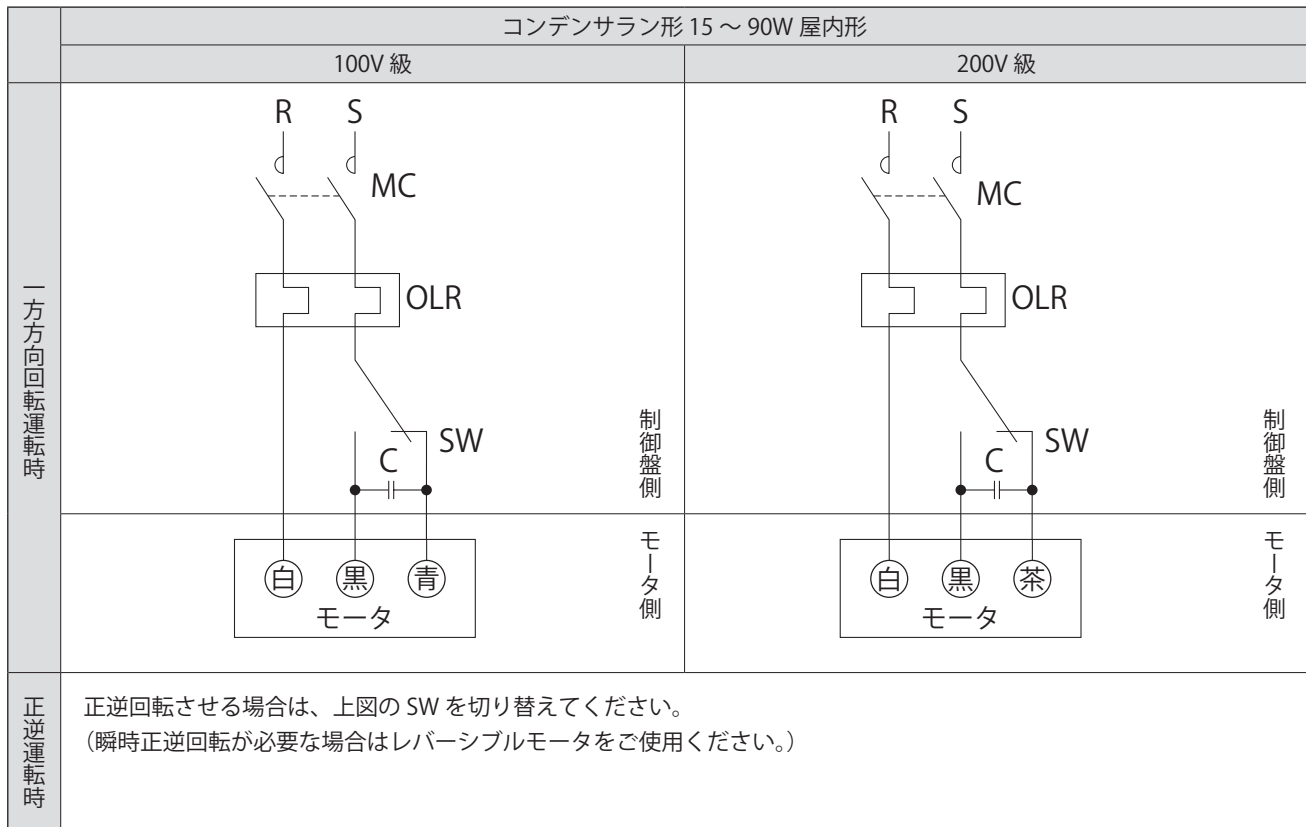 コンデンサラン形 15 ～ 90W 屋内形
100V 級
200V 級
一方方向回転運転時
R S
MC
OLR
SW
C
制御盤側
白 黒 青
モータ
モータ側
R S
MC
OLR
SW
C
制御盤側
白 黒 茶
モータ
モータ側
正逆運転時
正逆回転させる場合は、上図の SW を切り替えてください。
（瞬時正逆回転が必要な場合はレバーシブルモータをご使用ください。）